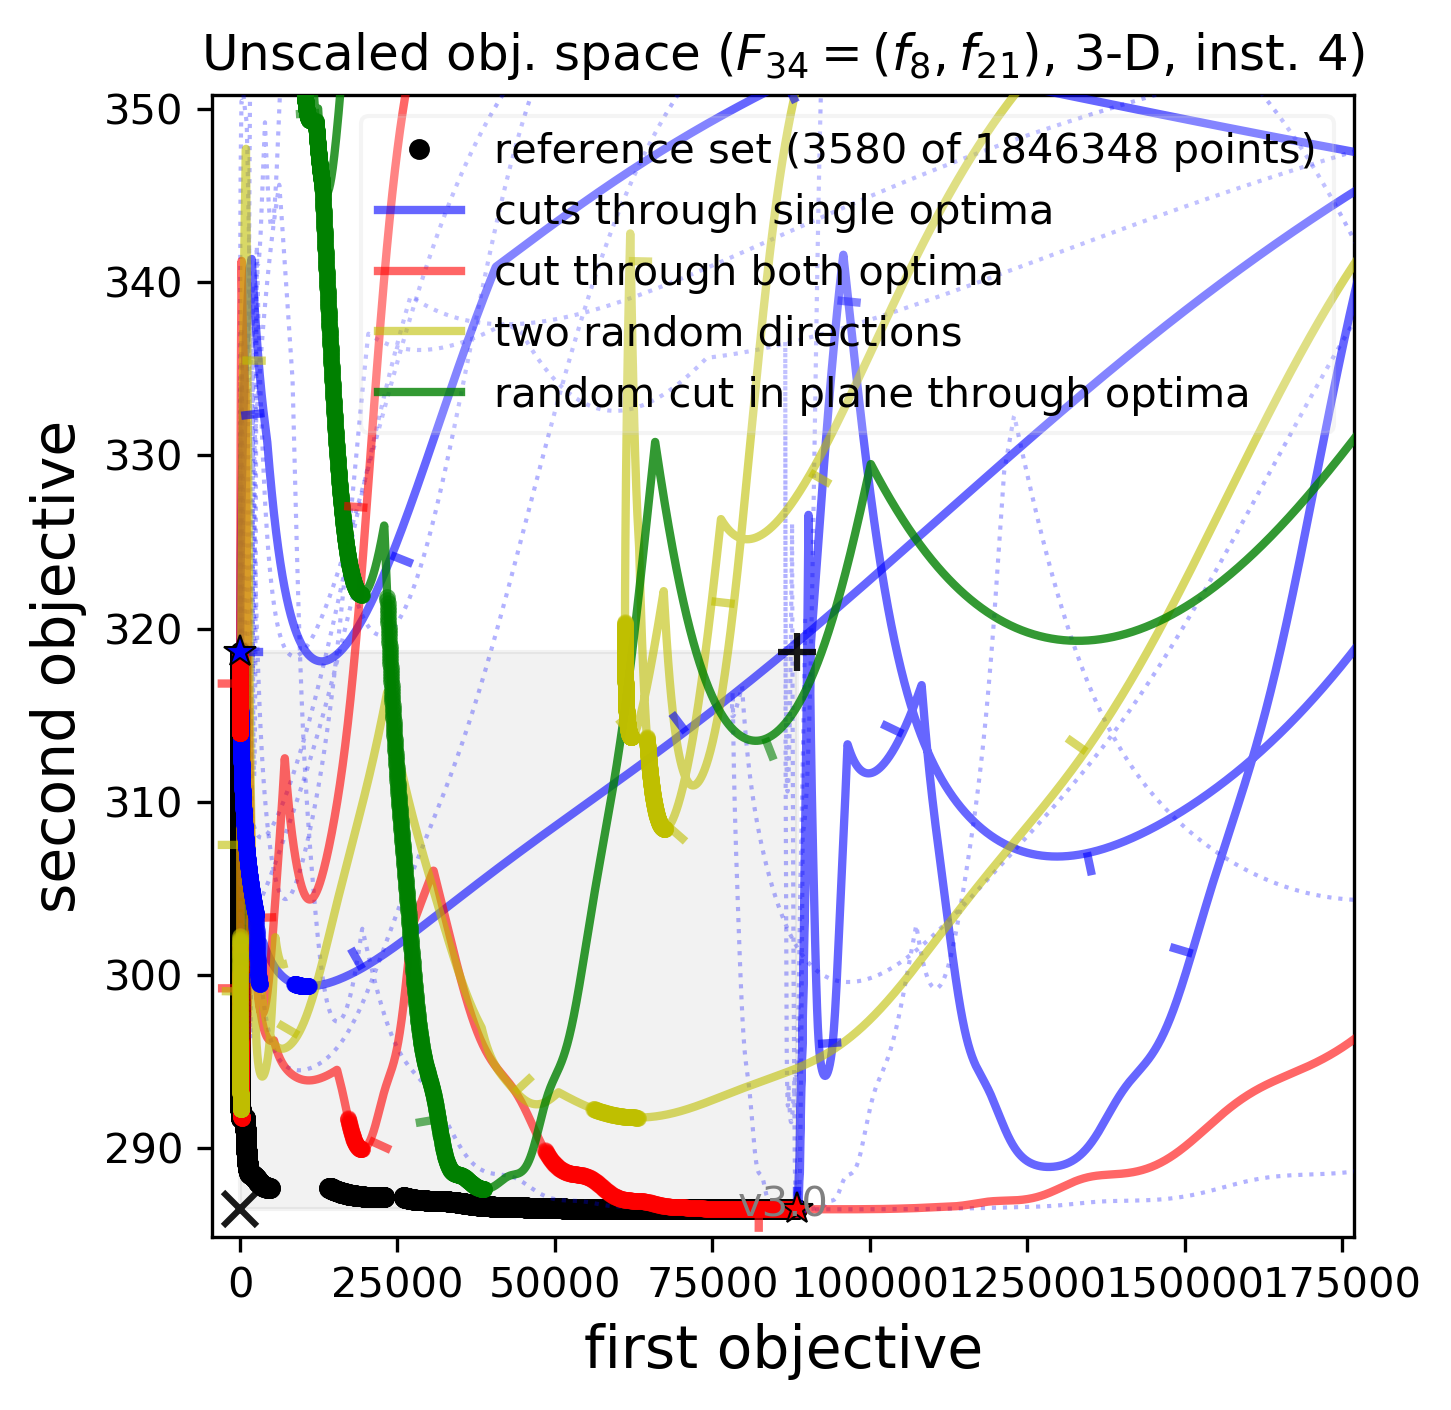 Unscaled obj. space (F34 = (f8, f21), 3-D, inst. 4)
350
340
330
320
310
300
290
second objective
reference set (3580 of 1846348 points)
cuts through single optima
cut through both optima
two random directions
random cut in plane through optima
v3.0
0 25000 50000 75000 100000 125000 150000 175000
first objective